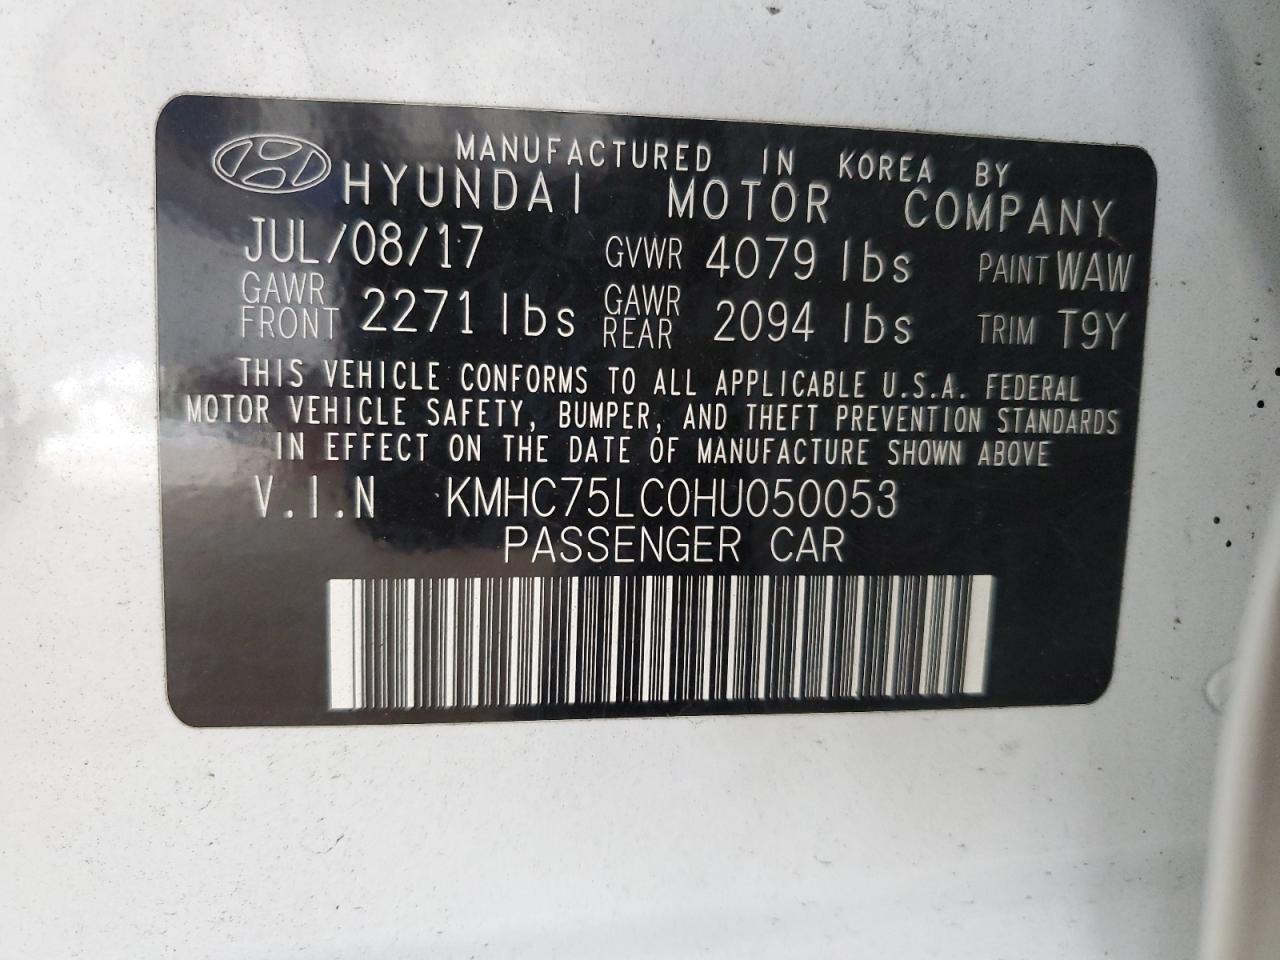 MANUFACTURED IN KOREA BY
HYUNDAI MOTOR COMPANY
JUL/08/17 GVWR 4079 lbs PAINT WAW
GAWR FRONT 2271 lbs GAWR REAR 2094 lbs TRIM T9Y
THIS VEHICLE CONFORMS TO ALL APPLICABLE U.S.A. FEDERAL
MOTOR VEHICLE SAFETY, BUMPER, AND THEFT PREVENTION STANDARDS
IN EFFECT ON THE DATE OF MANUFACTURE SHOWN ABOVE
V.I.N KMHC75LC0HU050053
PASSENGER CAR